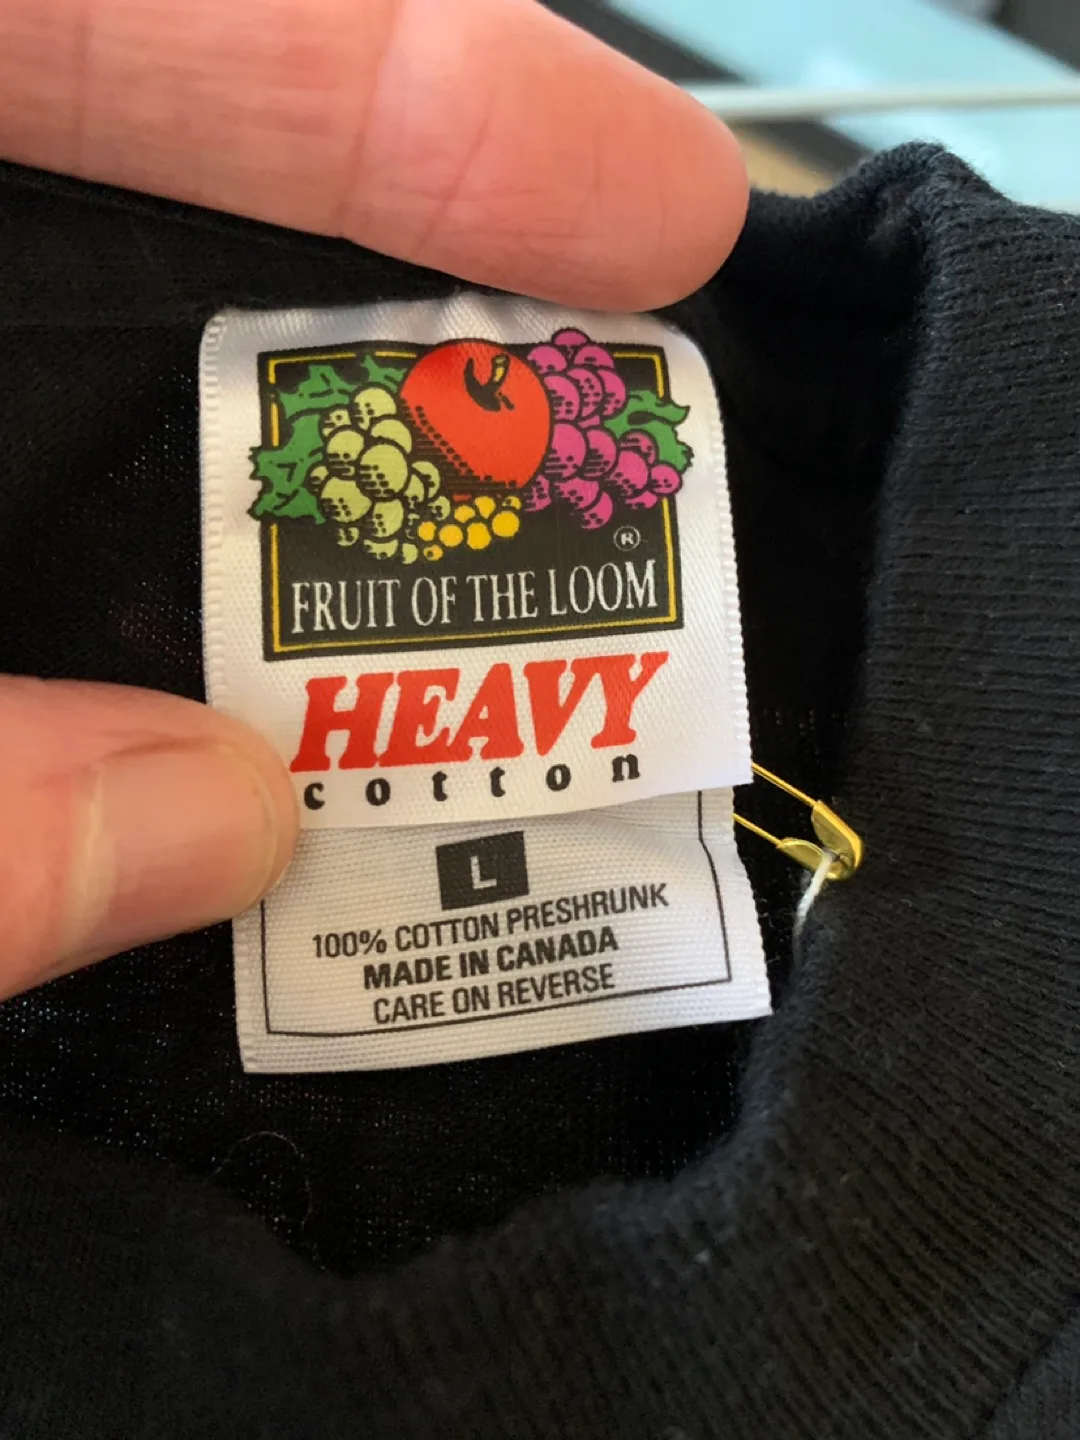 ®
FRUIT OF THE LOOM
HEAVY
cotton
L
100% COTTON PRESHRUNK
MADE IN CANADA
CARE ON REVERSE